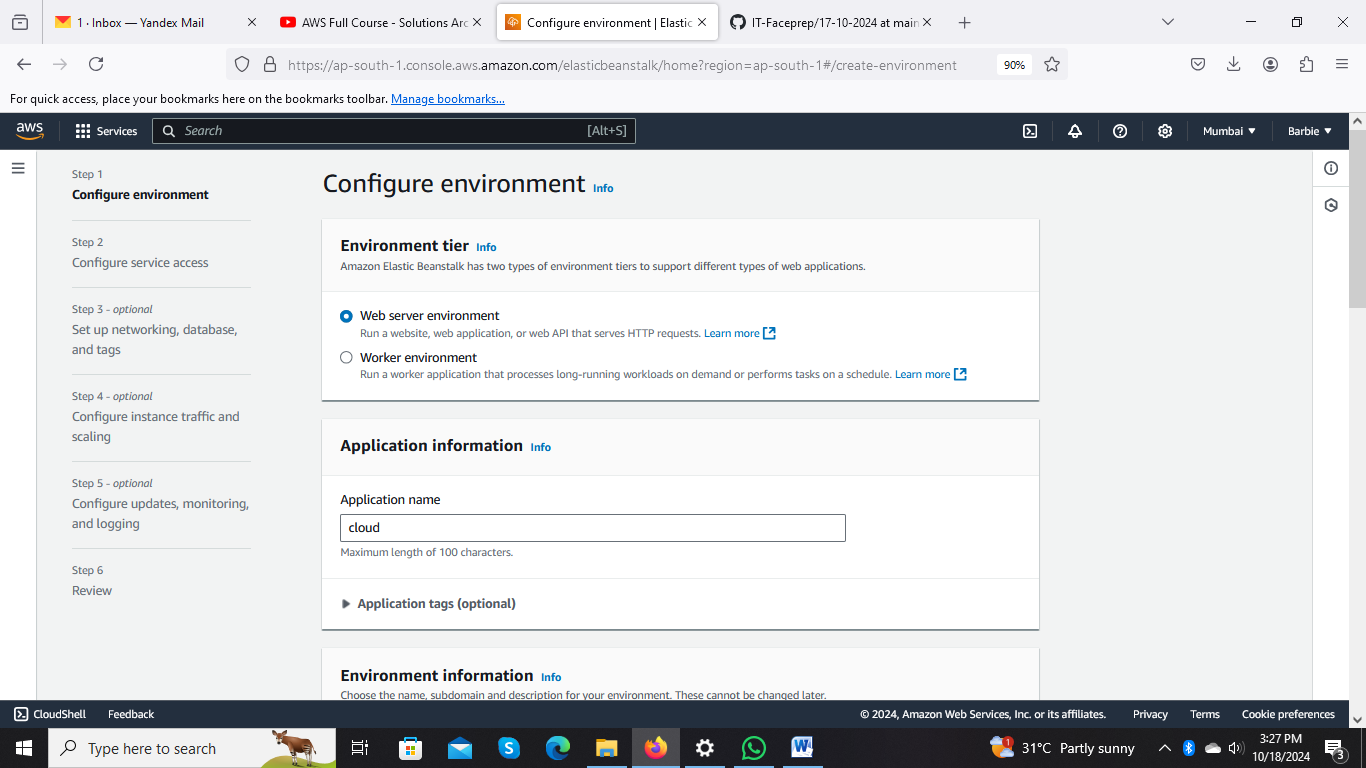 1 · Inbox — Yandex Mail
AWS Full Course - Solutions Arc
Configure environment | Elastic
IT-Faceprep/17-10-2024 at main
https://ap-south-1.console.aws.amazon.com/elasticbeanstalk/home?region=ap-south-1#/create-environment
90%
For quick access, place your bookmarks here on the bookmarks toolbar. Manage bookmarks...
aws
Services
Search
[Alt+S]
Mumbai
Barbie
Step 1
Configure environment
Step 2
Configure service access
Step 3 - optional
Set up networking, database,
and tags
Step 4 - optional
Configure instance traffic and
scaling
Step 5 - optional
Configure updates, monitoring,
and logging
Step 6
Review
Configure environment Info
Environment tier Info
Amazon Elastic Beanstalk has two types of environment tiers to support different types of web applications.
Web server environment
Run a website, web application, or web API that serves HTTP requests. Learn more
Worker environment
Run a worker application that processes long-running workloads on demand or performs tasks on a schedule. Learn more
Application information Info
Application name
cloud
Maximum length of 100 characters.
Application tags (optional)
Environment information Info
Choose the name, subdomain and description for your environment. These cannot be changed later.
CloudShell
Feedback
© 2024, Amazon Web Services, Inc. or its affiliates.
Privacy
Terms
Cookie preferences
Type here to search
31°C Partly sunny
3:27 PM
10/18/2024
3